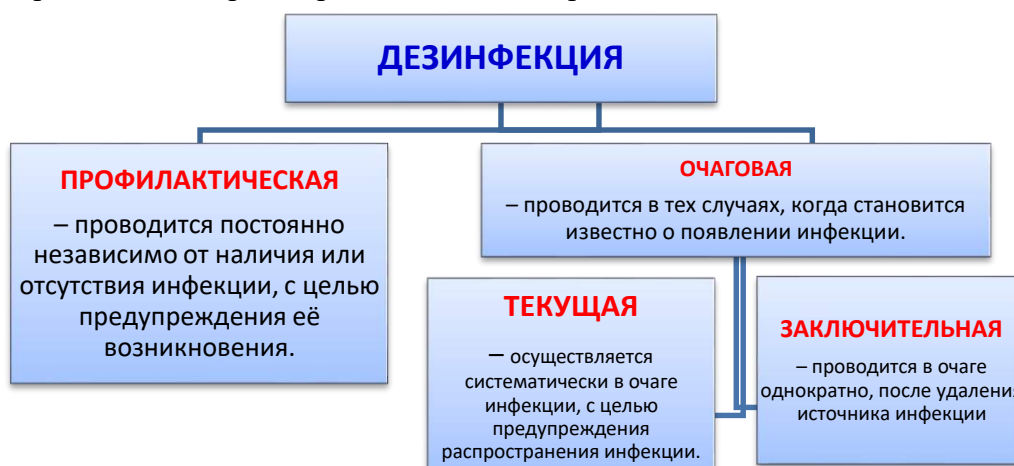 ДЕЗИНФЕКЦИЯ
ПРОФИЛАКТИЧЕСКАЯ
– проводится постоянно
независимо от наличия или
отсутствия инфекции, с целью
предупреждения её
возникновения.
ОЧАГОВАЯ
– проводится в тех случаях, когда становится
известно о появлении инфекции.
ТЕКУЩАЯ
– осуществляется
систематически в очаге
инфекции, с целью
предупреждения
распространения инфекции.
ЗАКЛЮЧИТЕЛЬНАЯ
– проводится в очаге
однократно, после удаления
источника инфекции